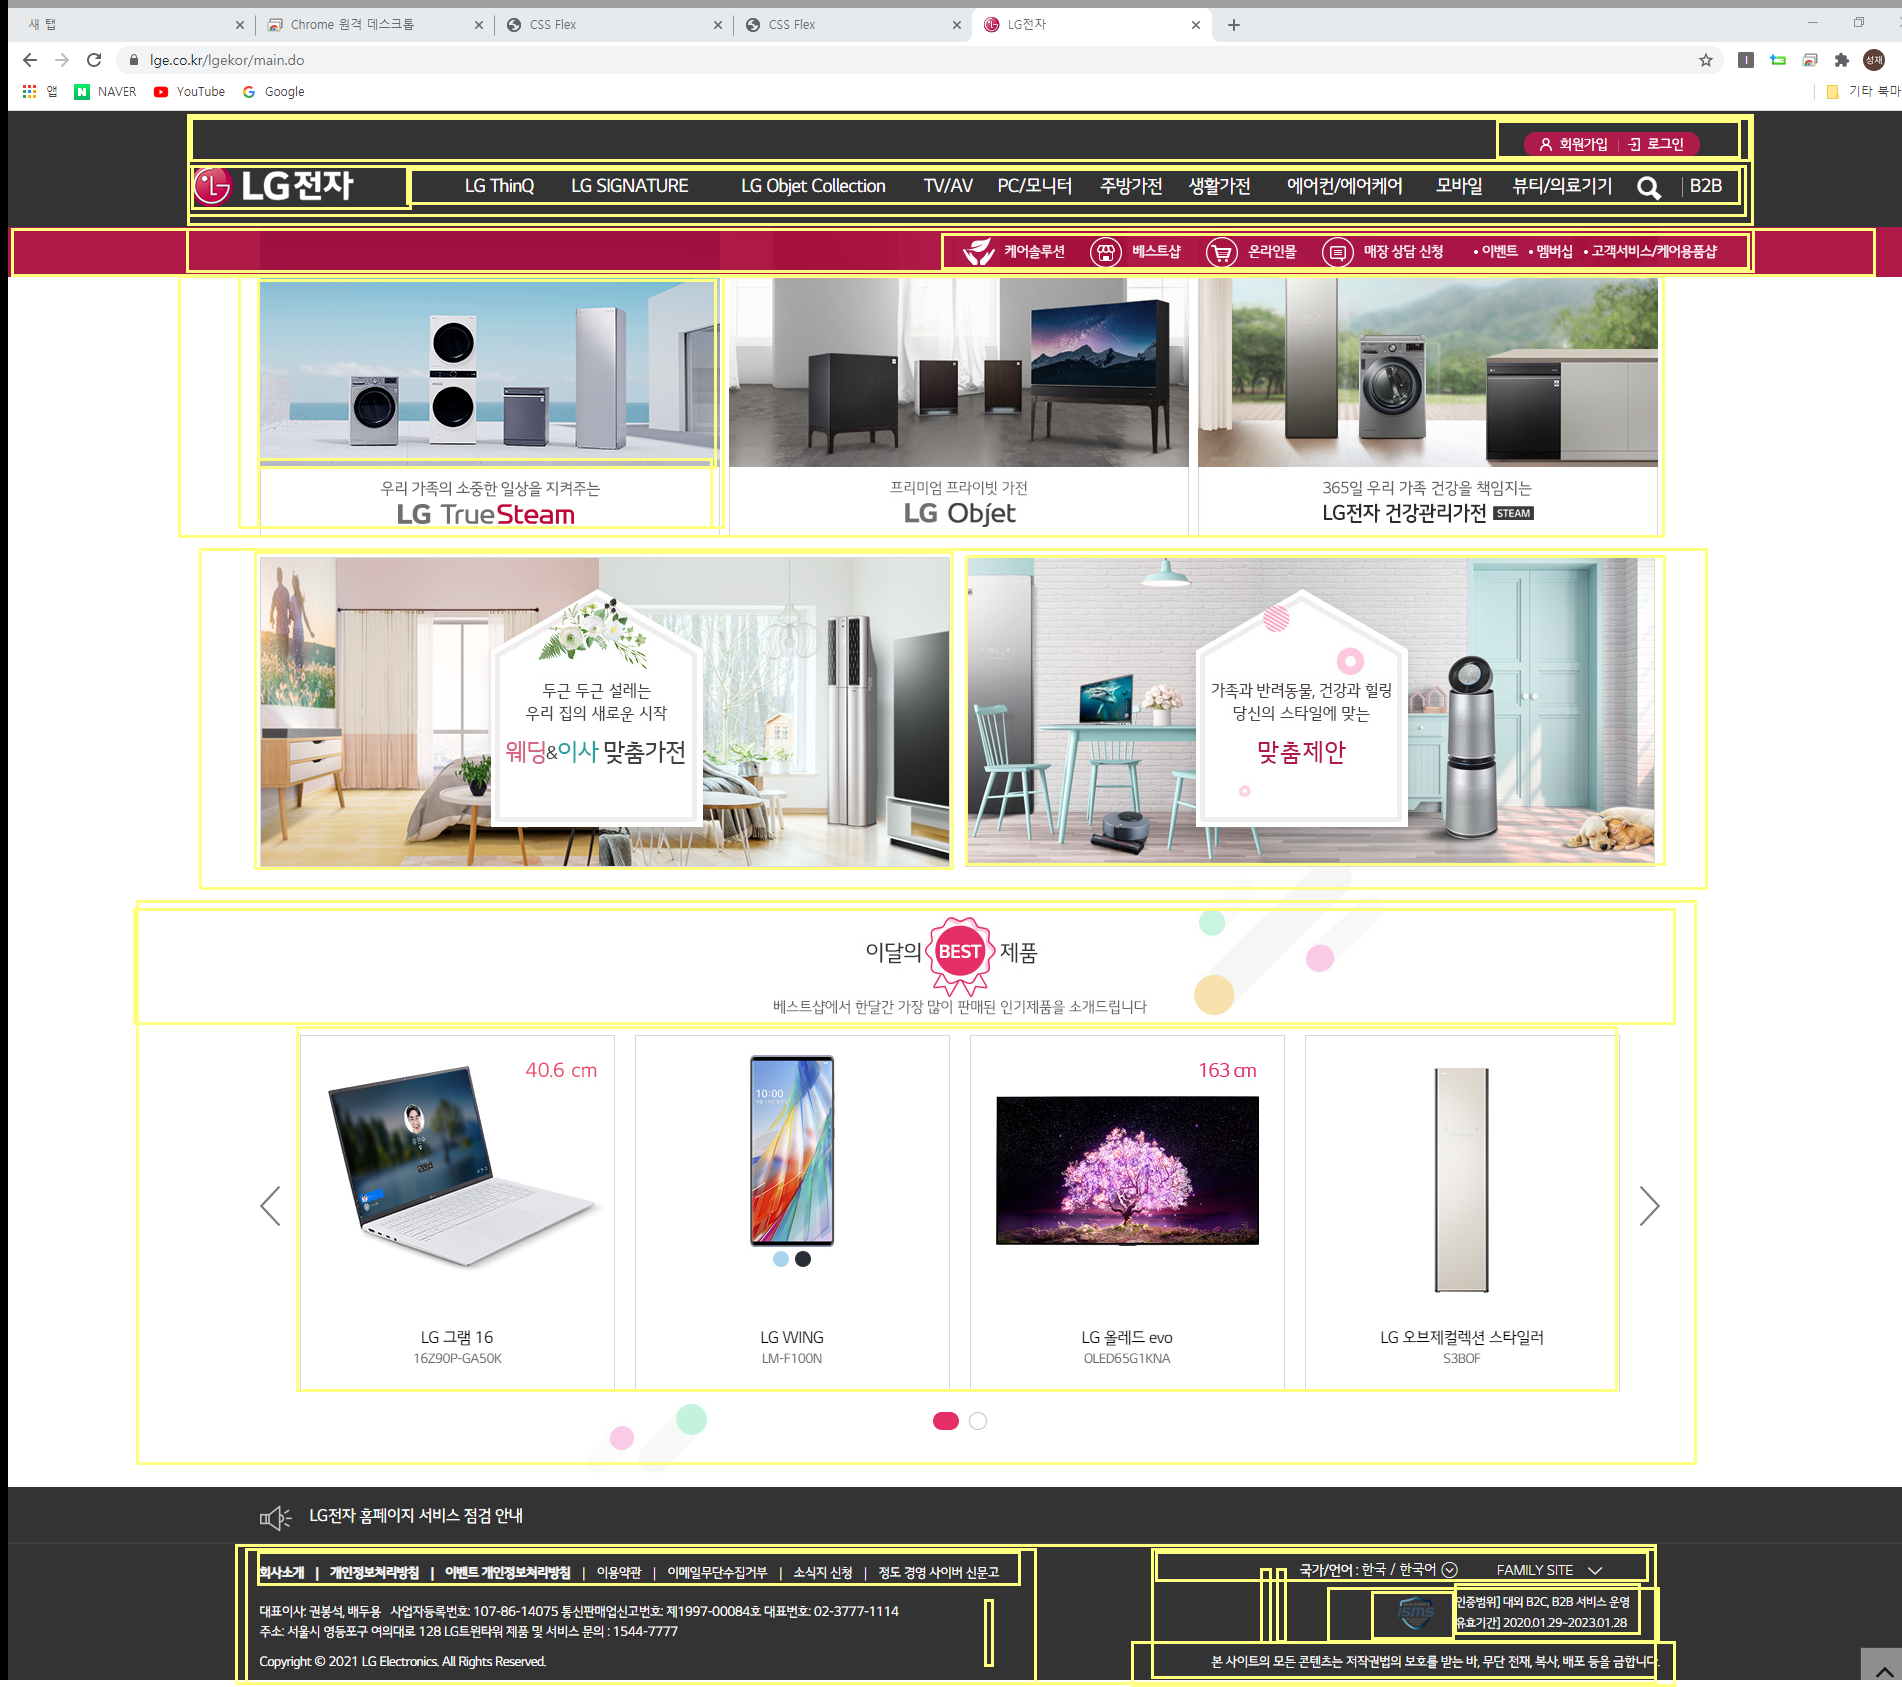 새 탭
Chrome 원격 데스크톱
CSS Flex
CSS Flex
LG전자
lge.co.kr/lgekor/main.do
성재
앱
NAVER
YouTube
Google
기타 북마
회원가입
로그인
LG전자
LG ThinQ
LG SIGNATURE
LG Objet Collection
TV/AV
PC/모니터
주방가전
생활가전
에어컨/에어케어
모바일
뷰티/의료기기
B2B
케어솔루션
베스트샵
온라인몰
매장 상담 신청
• 이벤트 • 멤버십 • 고객서비스/케어용품샵
우리 가족의 소중한 일상을 지켜주는
LG TrueSteam
프리미엄 프라이빗 가전
LG Objet
365일 우리 가족 건강을 책임지는
LG전자 건강관리가전 STEAM
두근 두근 설레는
우리 집의 새로운 시작
웨딩&이사 맞춤가전
가족과 반려동물, 건강과 힐링
당신의 스타일에 맞는
맞춤제안
이달의 BEST 제품
베스트샵에서 한달간 가장 많이 판매된 인기제품을 소개드립니다
40.6 cm
10:00
163 cm
LG 그램 16
16Z90P-GA50K
LG WING
LM-F100N
LG 올레드 evo
OLED65G1KNA
LG 오브제컬렉션 스타일러
S3BOF
LG전자 홈페이지 서비스 점검 안내
회사소개 | 개인정보처리방침 | 이벤트 개인정보처리방침 | 이용약관 | 이메일무단수집거부 | 소식지 신청 | 정도 경영 사이버 신문고
국가/언어 : 한국 / 한국어
FAMILY SITE
대표이사: 권봉석, 배두용 사업자등록번호: 107-86-14075 통신판매업신고번호: 제1997-00084호 대표번호: 02-3777-1114
주소: 서울시 영등포구 여의대로 128 LG트윈타워 제품 및 서비스 문의 : 1544-7777
Copyright © 2021 LG Electronics. All Rights Reserved.
ISMS
인증범위] 대외 B2C, B2B 서비스 운영
유효기간] 2020.01.29~2023.01.28
본 사이트의 모든 콘텐츠는 저작권법의 보호를 받는 바, 무단 전재, 복사, 배포 등을 금합니다.